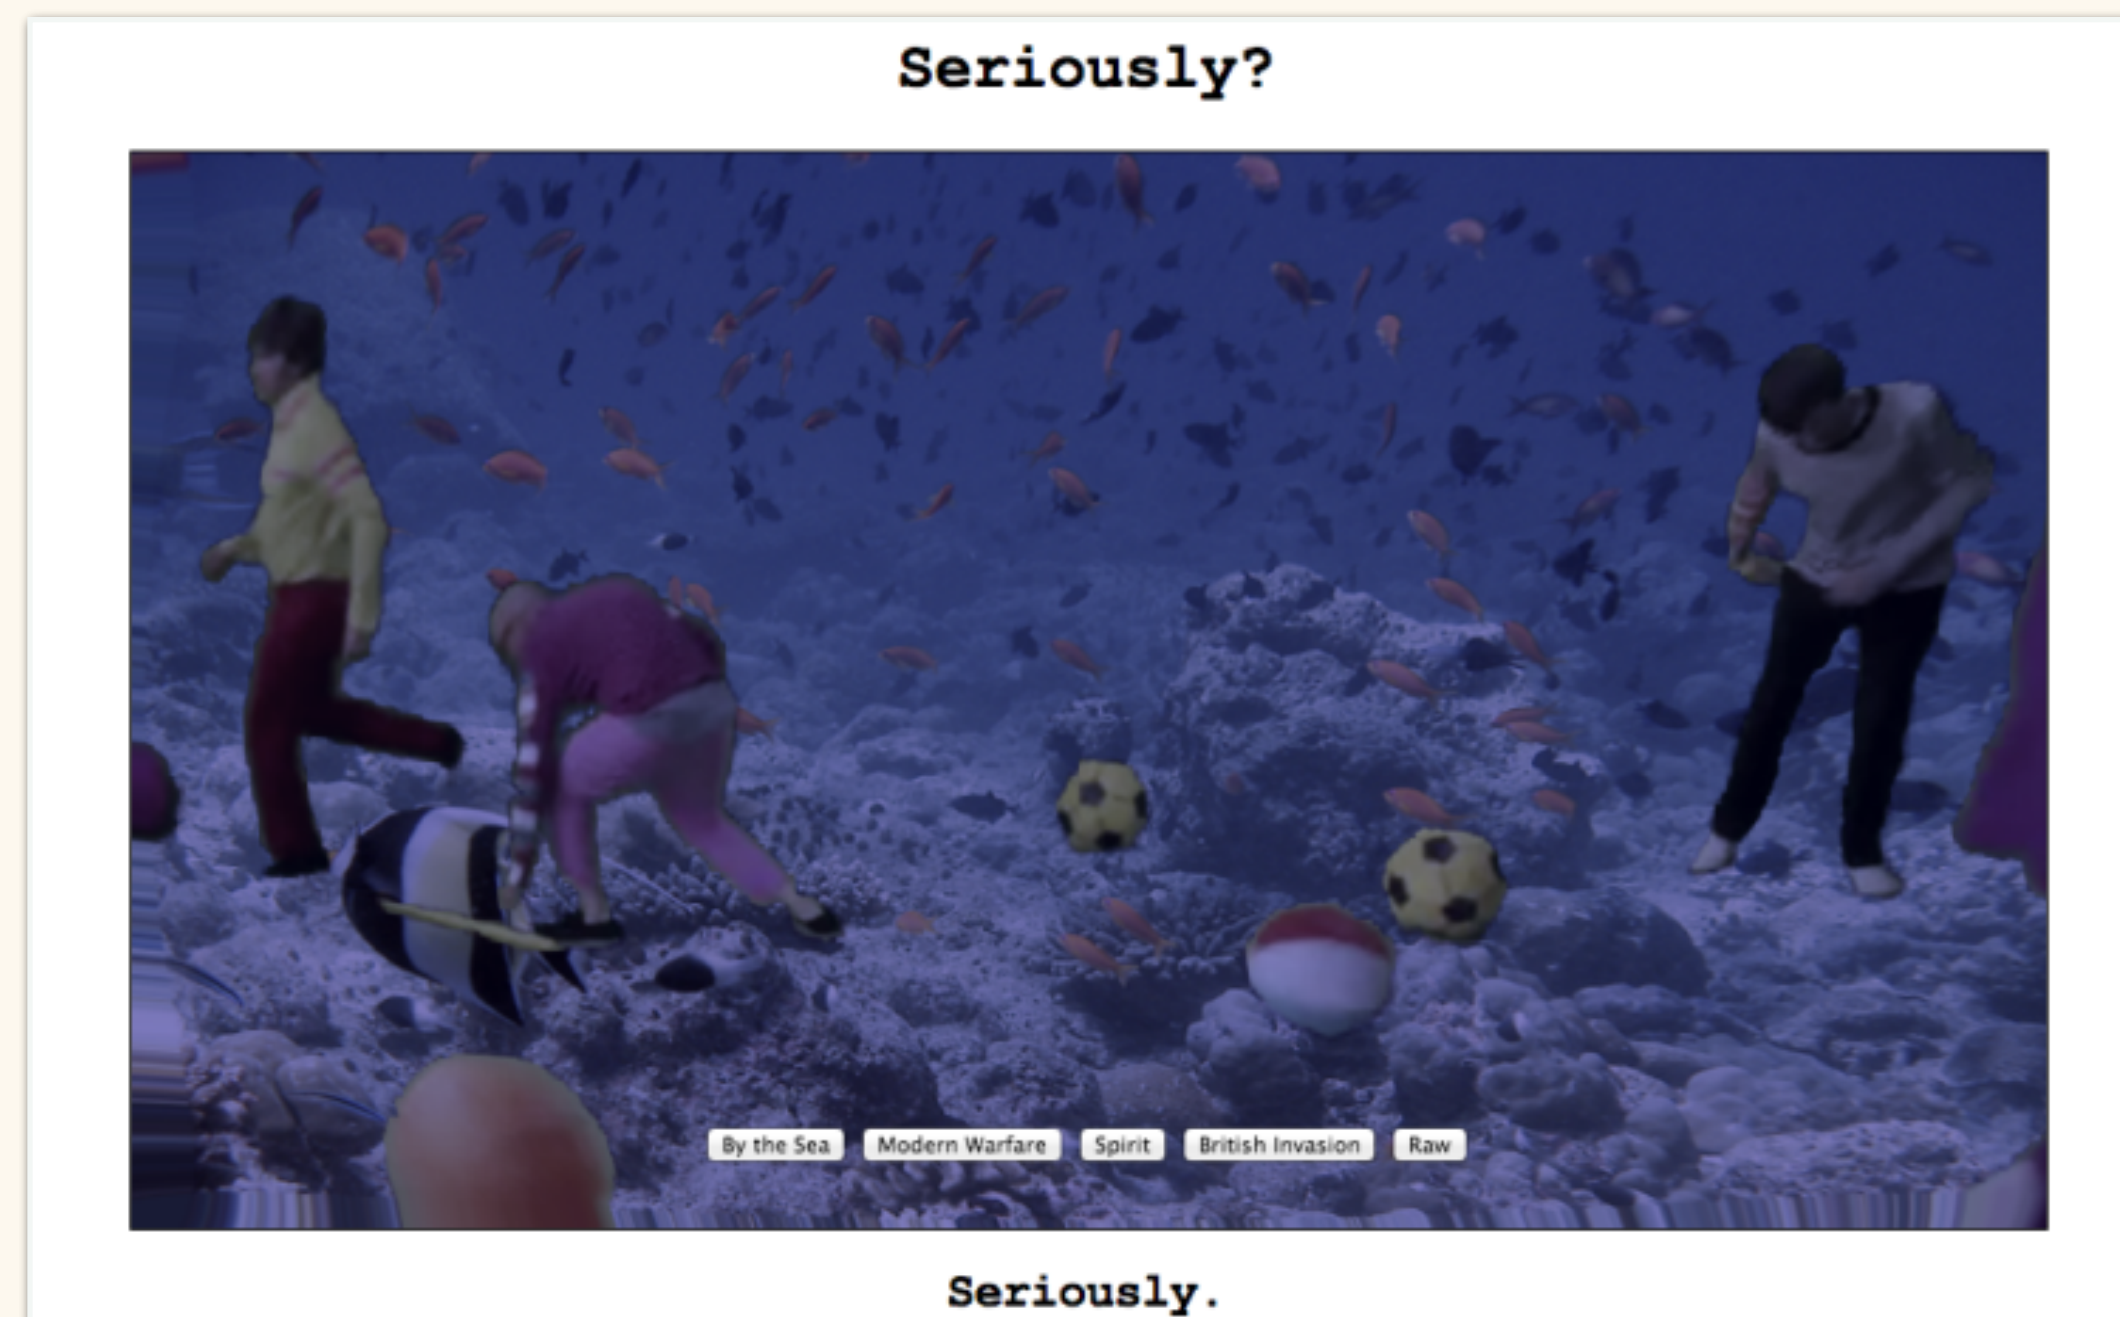 Seriously?
By the Sea Modern Warfare Spirit British Invasion Raw
Seriously.